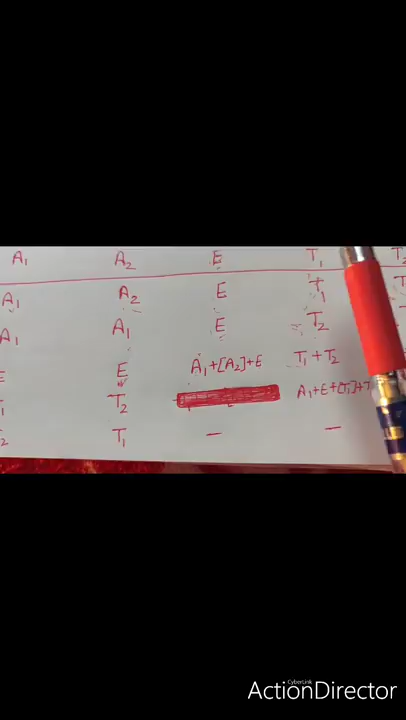 A₁ A₂ E T₁ T₂
A₁ A₂ E T₁
A₁ A₁ E T₂
E E A₁+[A₂]+E T₁+T₂
T₁ T₂ A₁+E+[T₁]+T
T₂ T₁ — —
CyberLink
ActionDirector